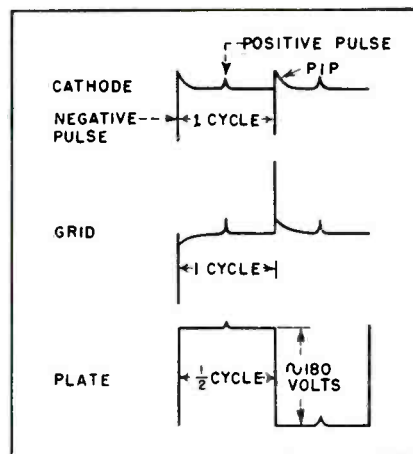 POSITIVE PULSE
PIP
CATHODE
NEGATIVE
PULSE
1 CYCLE
GRID
1 CYCLE
PLATE
1/2 CYCLE
~180
VOLTS